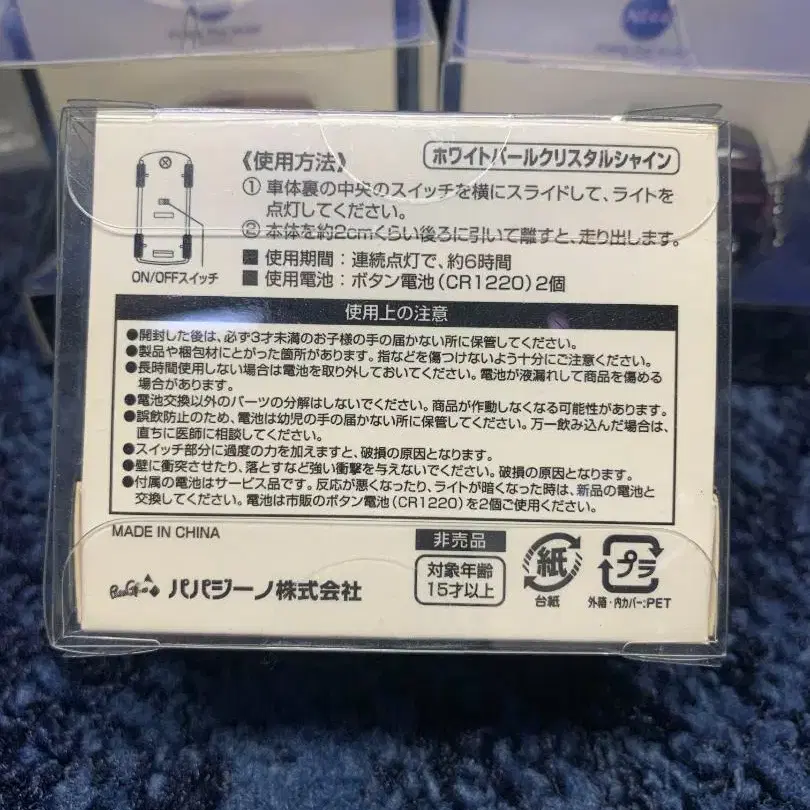 《使用方法》
ホワイトパールクリスタルシャイン
① 車体裏の中央のスイッチを横にスライドして、ライトを
点灯してください。
② 本体を約2cmくらい後ろに引いて離すと、走り出します。
■ 使用期間：連続点灯で、約6時間
■ 使用電池：ボタン電池(CR1220)2個
ON/OFFスイッチ
使用上の注意
●開封した後は、必ず3才未満のお子様の手の届かない所に保管してください。
●製品や梱包材にとがった箇所があります。指などを傷つけないよう十分にご注意ください。
●長時間使用しない場合は電池を取り外しておいてください。電池が液漏れして商品を傷める
場合があります。
●電池交換以外のパーツの分解はしないでください。商品が作動しなくなる可能性があります。
●誤飲防止のため、電池は幼児の手の届かない所に保管してください。万一飲み込んだ場合は、
直ちに医師に相談してください。
●スイッチ部分に過度の力を加えますと、破損の原因となります。
●壁に衝突させたり、落とすなど強い衝撃を与えないでください。破損の原因となります。
●付属の電池はサービス品です。反応が悪くなったり、ライトが暗くなった時は、新品の電池と
交換してください。電池は市販のボタン電池(CR1220)を2個ご使用ください。
MADE IN CHINA
パパジーノ株式会社
非売品
対象年齢
15才以上
紙
台紙
プラ
外箱・内カバー:PET